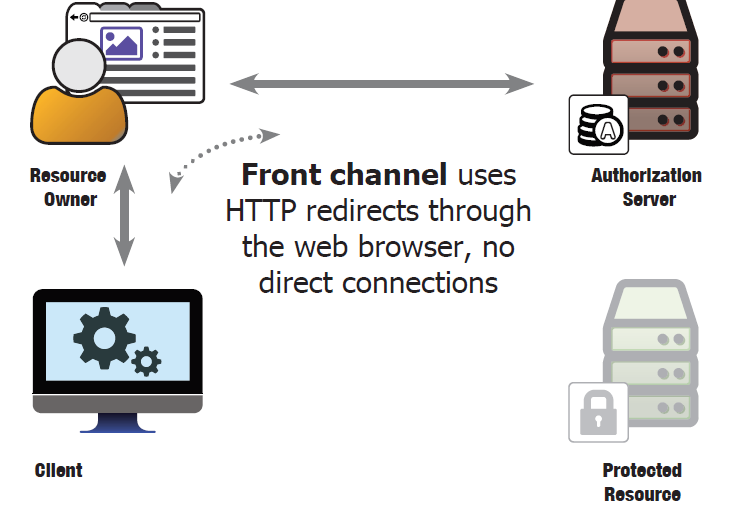 Resource
Owner
Authorization
Server
A
Front channel uses
HTTP redirects through
the web browser, no
direct connections
Client
Protected
Resource